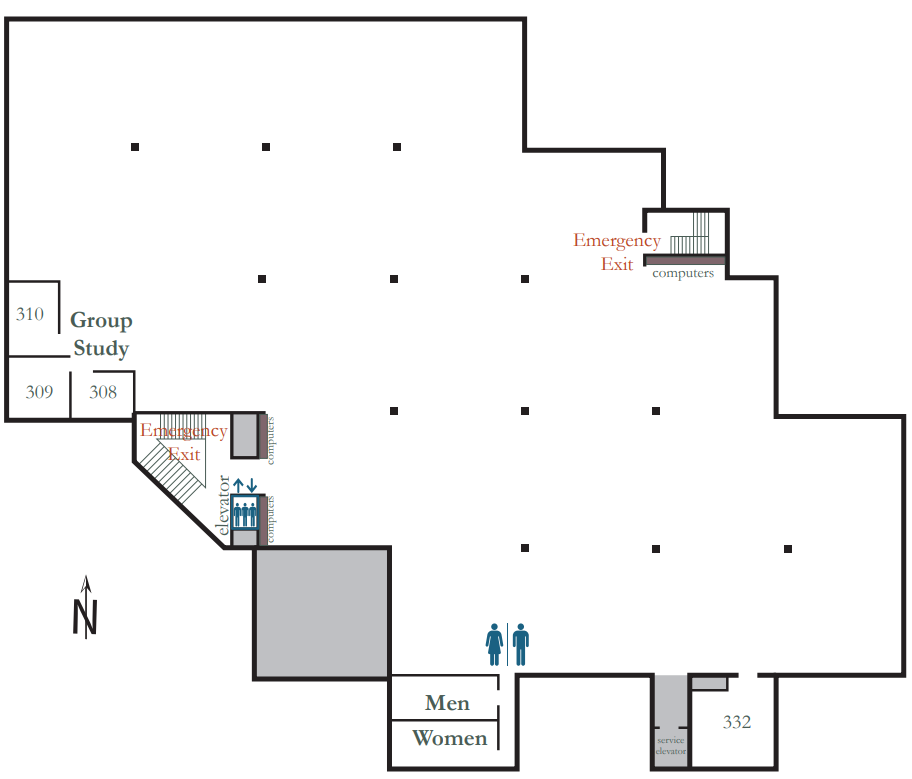 Emergency
Exit
computers
310
Group
Study
309
308
Emergency
Exit
computers
elevator
computers
N
Men
Women
332
service
elevator